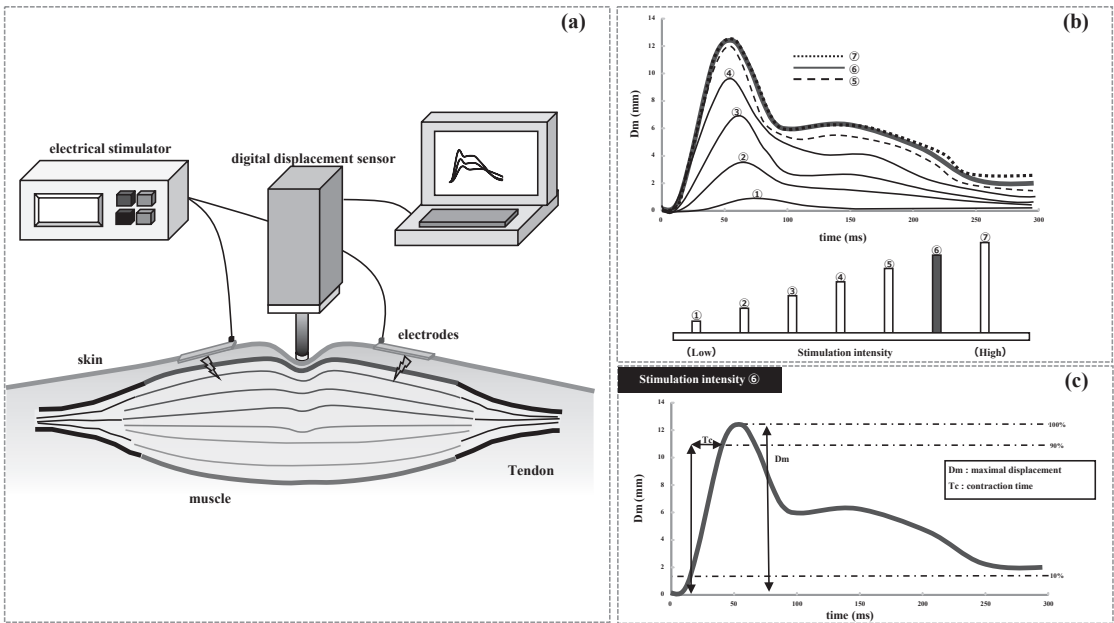 (a)
electrical stimulator
digital displacement sensor
electrodes
skin
Tendon
muscle
(b)
14
12
10
8
6
4
2
0
Dm (mm)
⑦
⑥
⑤
④
③
②
①
0 50 100 150 200 250 300
time (ms)
① ② ③ ④ ⑤ ⑥ ⑦
(Low) Stimulation intensity (High)
Stimulation intensity ⑥
(c)
14
12
10
8
6
4
2
0
Dm (mm)
Tc
Dm
100%
90%
10%
Dm : maximal displacement
Tc : contraction time
0 50 100 150 200 250 300
time (ms)